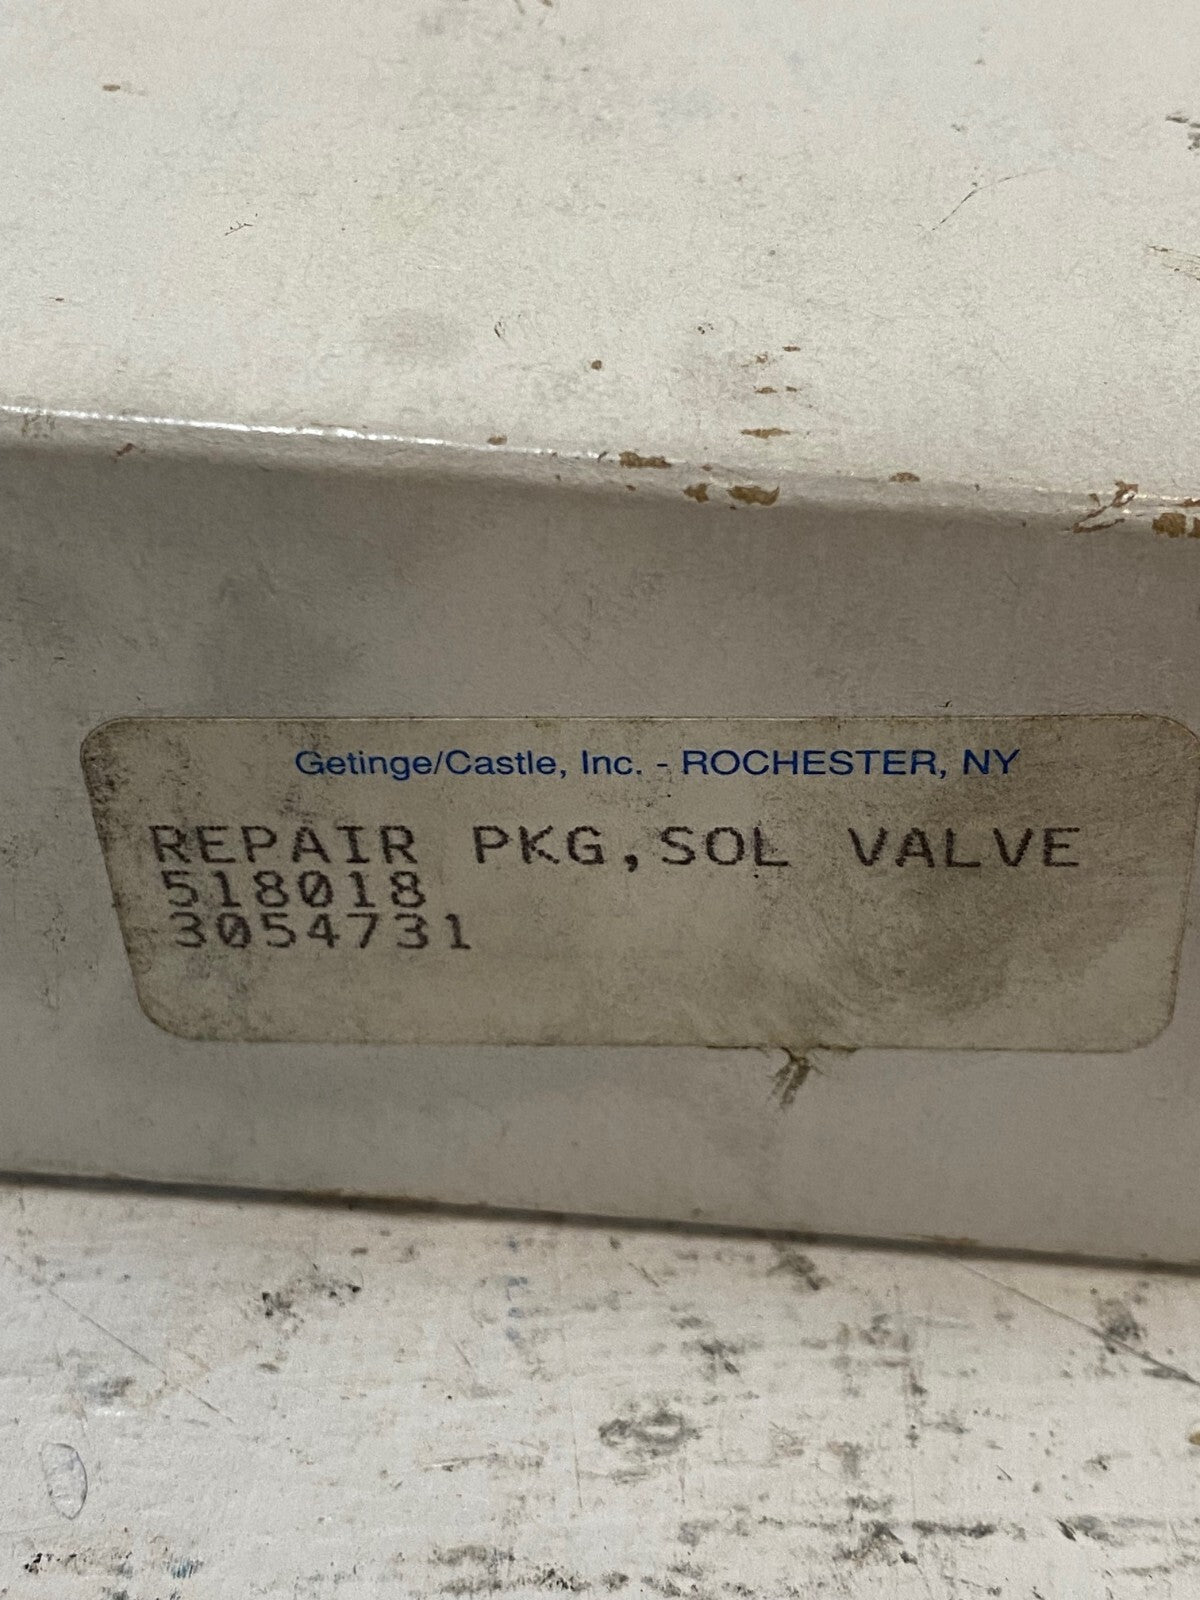 Getinge/Castle, Inc. - ROCHESTER, NY
REPAIR PKG,SOL VALVE
518018
3054731